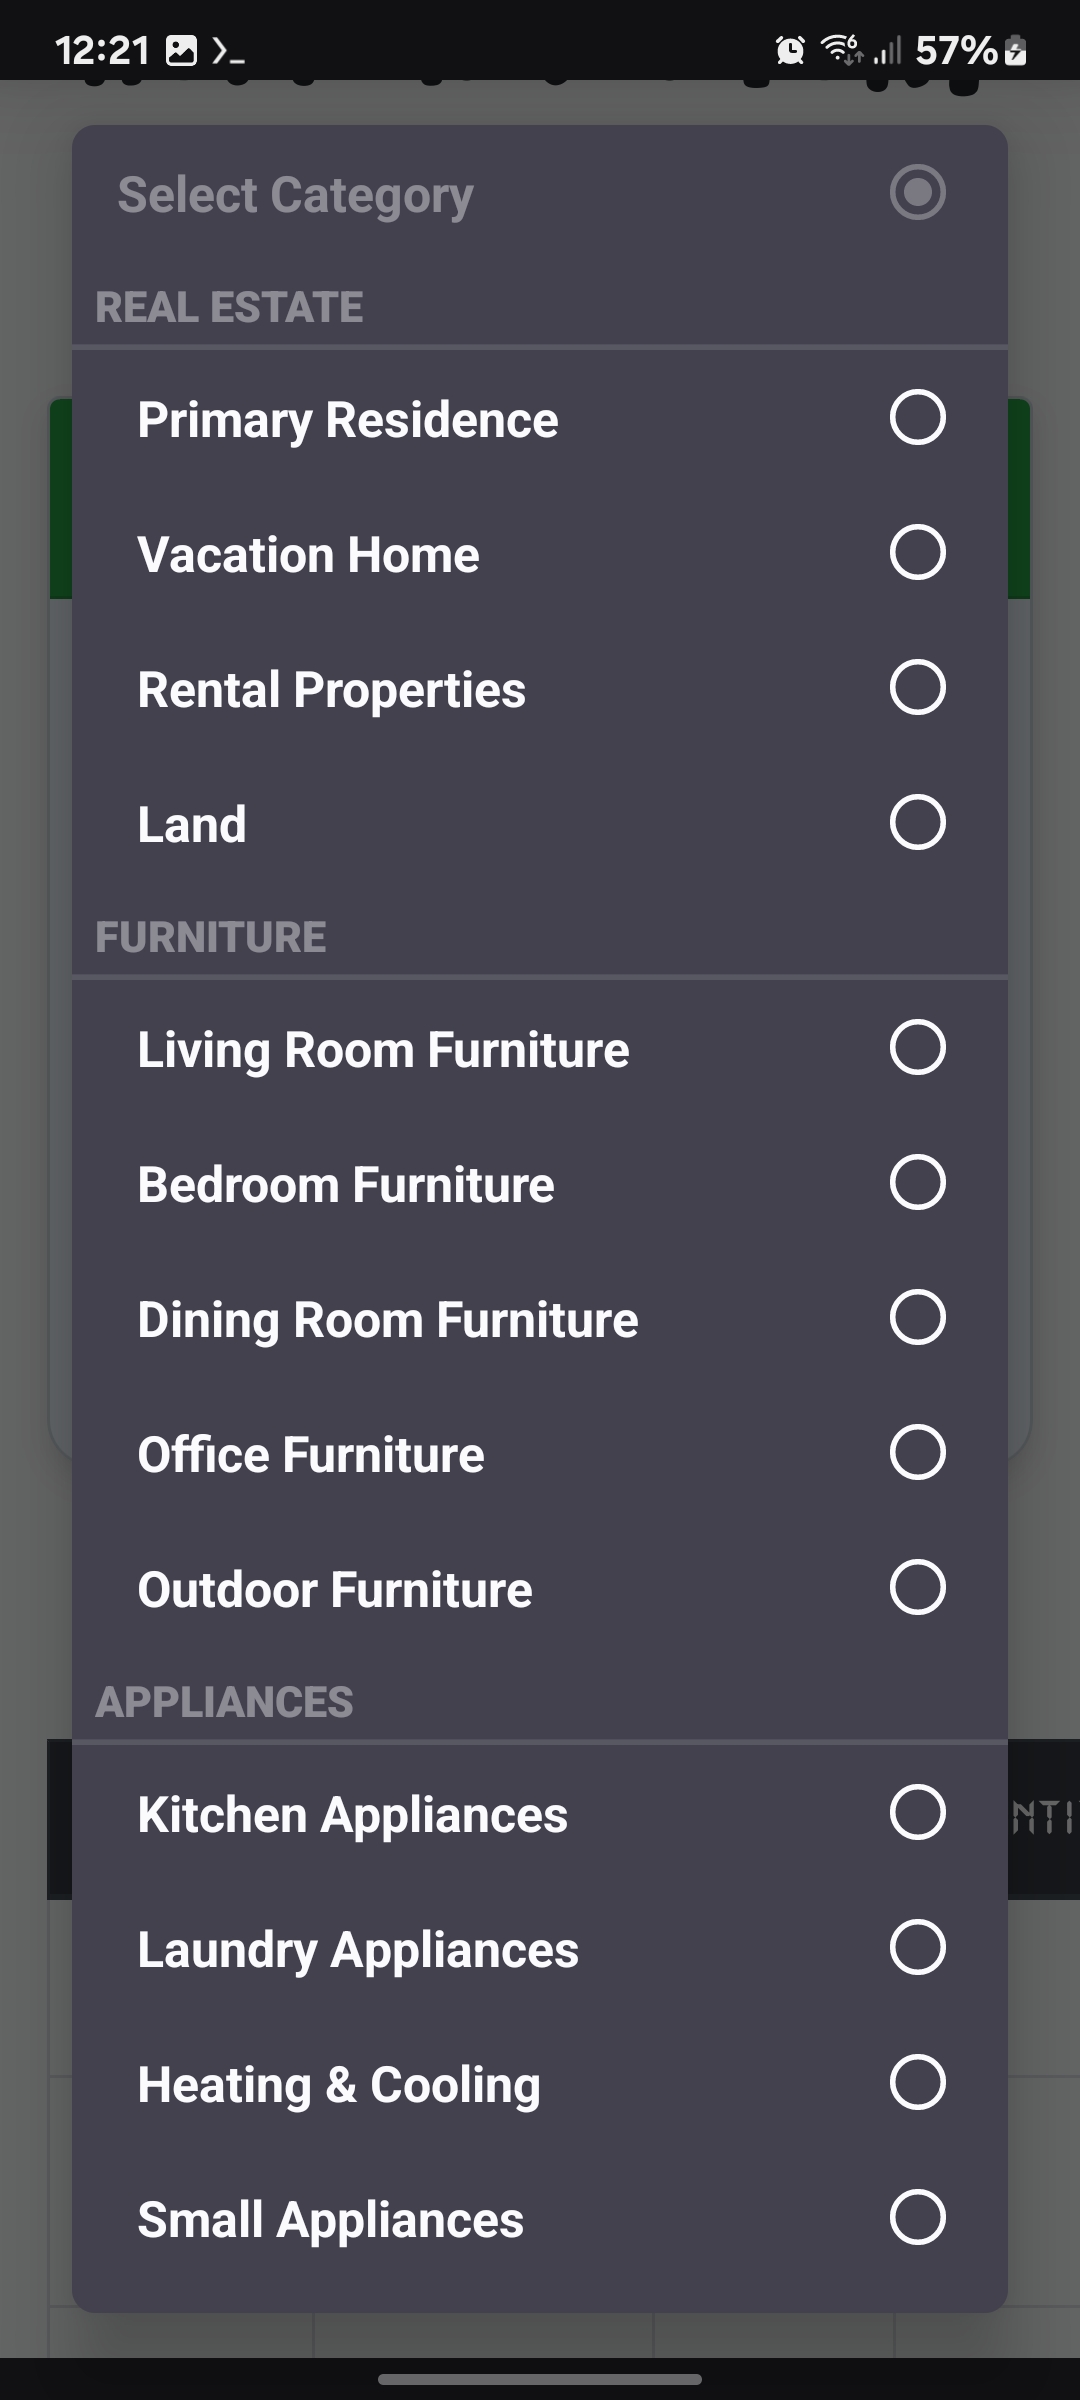 12:21
57%
Select Category
REAL ESTATE
Primary Residence
Vacation Home
Rental Properties
Land
FURNITURE
Living Room Furniture
Bedroom Furniture
Dining Room Furniture
Office Furniture
Outdoor Furniture
APPLIANCES
Kitchen Appliances
Laundry Appliances
Heating & Cooling
Small Appliances